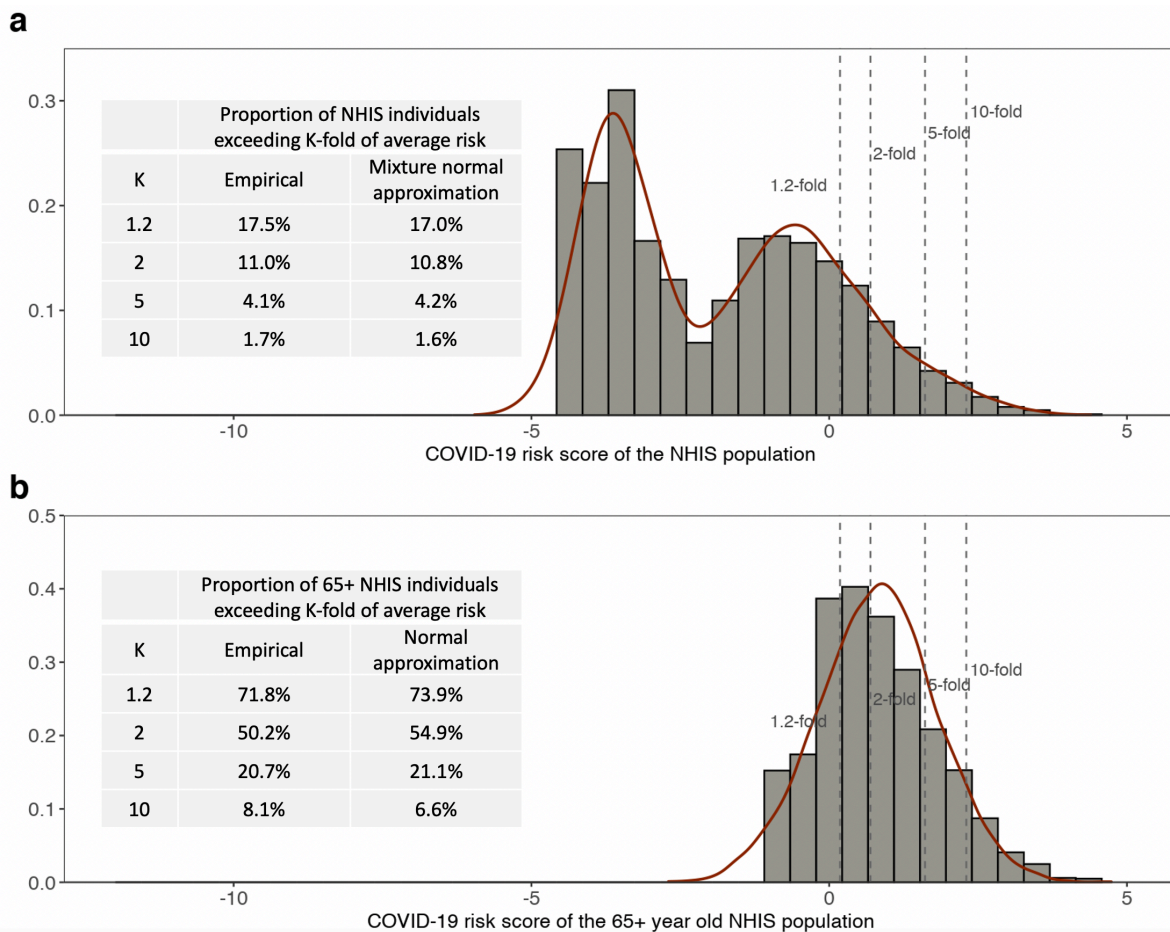 a
0.3
0.2
0.1
0.0
Proportion of NHIS individuals
exceeding K-fold of average risk
K Empirical Mixture normal
approximation
1.2 17.5% 17.0%
2 11.0% 10.8%
5 4.1% 4.2%
10 1.7% 1.6%
10-fold
5-fold
2-fold
1.2-fold
-10 -5 0 5
COVID-19 risk score of the NHIS population
b
0.5
0.4
0.3
0.2
0.1
0.0
Proportion of 65+ NHIS individuals
exceeding K-fold of average risk
K Empirical Normal
approximation
1.2 71.8% 73.9%
2 50.2% 54.9%
5 20.7% 21.1%
10 8.1% 6.6%
10-fold
5-fold
2-fold
1.2-fold
-10 -5 0 5
COVID-19 risk score of the 65+ year old NHIS population